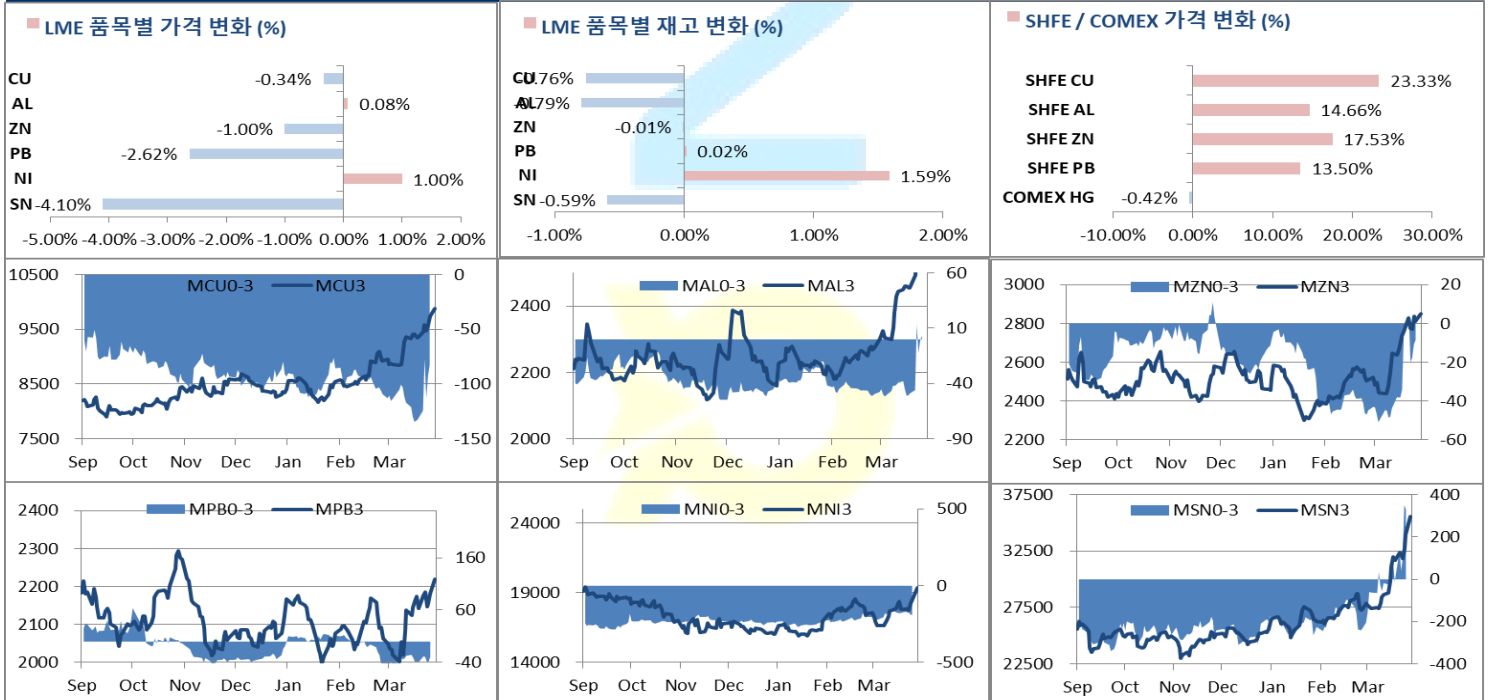 LME 품목별 가격 변화 (%)
CU -0.34%
AL 0.08%
ZN -1.00%
PB -2.62%
NI 1.00%
SN -4.10%
-5.00% -4.00% -3.00% -2.00% -1.00% 0.00% 1.00% 2.00%
LME 품목별 재고 변화 (%)
CU -0.76%
AL -0.79%
ZN -0.01%
PB 0.02%
NI 1.59%
SN -0.59%
-1.00% 0.00% 1.00% 2.00%
SHFE / COMEX 가격 변화 (%)
SHFE CU 23.33%
SHFE AL 14.66%
SHFE ZN 17.53%
SHFE PB 13.50%
COMEX HG -0.42%
-10.00% 0.00% 10.00% 20.00% 30.00%
MCU0-3 MCU3
10500 0
9500 -50
8500 -100
7500 -150
Sep Oct Nov Dec Jan Feb Mar
MAL0-3 MAL3
60
2400 10
2200 -40
2000 -90
Sep Oct Nov Dec Jan Feb Mar
MZN0-3 MZN3
3000 20
2800 0
2600 -20
2400 -40
2200 -60
Sep Oct Nov Dec Jan Feb Mar
MPB0-3 MPB3
2400
2300 160
2200
2100 60
2000 -40
Sep Oct Nov Dec Jan Feb Mar
MNI0-3 MNI3
24000 500
19000 0
14000 -500
Sep Oct Nov Dec Jan Feb Mar
MSN0-3 MSN3
37500 400
32500 200
27500 0
22500 -200
-400
Sep Oct Nov Dec Jan Feb Mar